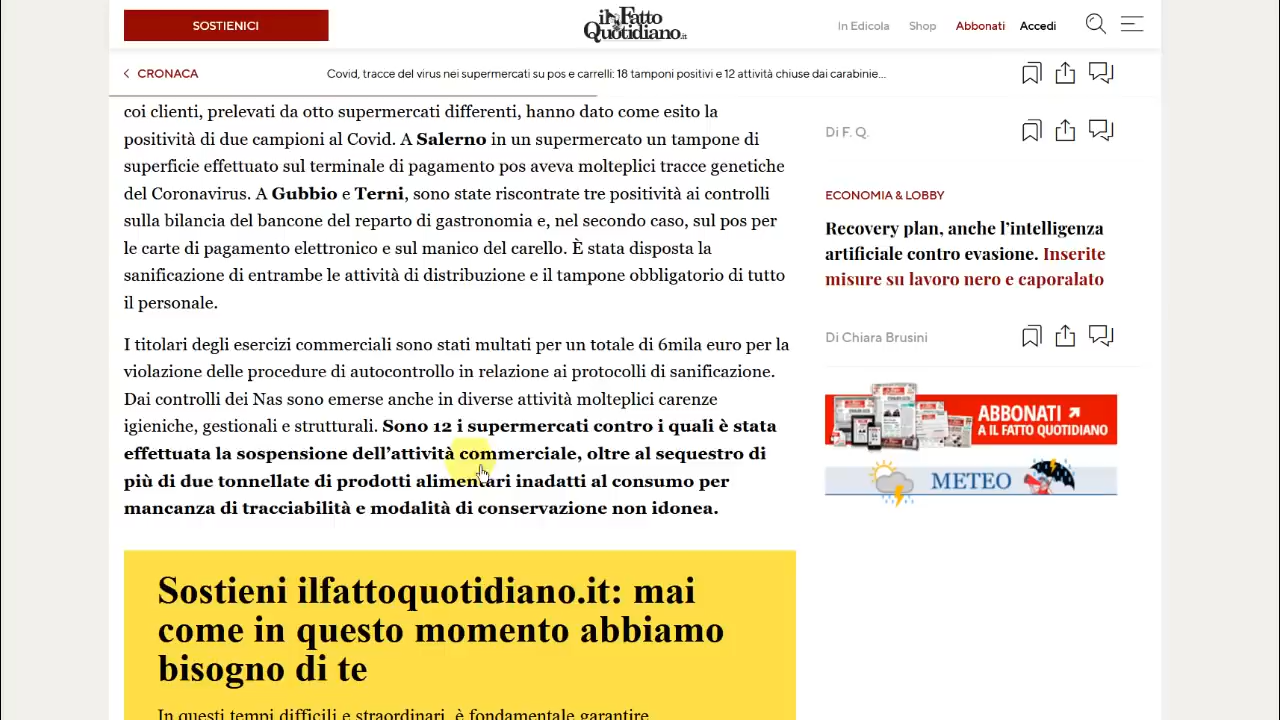 SOSTIENICI
il Fatto
Quotidiano.it
In Edicola
Shop
Abbonati
Accedi
CRONACA
Covid, tracce del virus nei supermercati su pos e carrelli: 18 tamponi positivi e 12 attività chiuse dai carabinie...
coi clienti, prelevati da otto supermercati differenti, hanno dato come esito la
positività di due campioni al Covid. A Salerno in un supermercato un tampone di
superficie effettuato sul terminale di pagamento pos aveva molteplici tracce genetiche
del Coronavirus. A Gubbio e Terni, sono state riscontrate tre positività ai controlli
sulla bilancia del bancone del reparto di gastronomia e, nel secondo caso, sul pos per
le carte di pagamento elettronico e sul manico del carello. È stata disposta la
sanificazione di entrambe le attività di distribuzione e il tampone obbligatorio di tutto
il personale.
I titolari degli esercizi commerciali sono stati multati per un totale di 6mila euro per la
violazione delle procedure di autocontrollo in relazione ai protocolli di sanificazione.
Dai controlli dei Nas sono emerse anche in diverse attività molteplici carenze
igieniche, gestionali e strutturali. Sono 12 i supermercati contro i quali è stata
effettuata la sospensione dell'attività commerciale, oltre al sequestro di
più di due tonnellate di prodotti alimentari inadatti al consumo per
mancanza di tracciabilità e modalità di conservazione non idonea.
Sostieni ilfattoquotidiano.it: mai
come in questo momento abbiamo
bisogno di te
In questi tempi difficili e straordinari, è fondamentale garantire
Di F. Q.
ECONOMIA & LOBBY
Recovery plan, anche l'intelligenza
artificiale contro evasione. Inserite
misure su lavoro nero e caporalato
Di Chiara Brusini
ABBONATI
A IL FATTO QUOTIDIANO
METEO